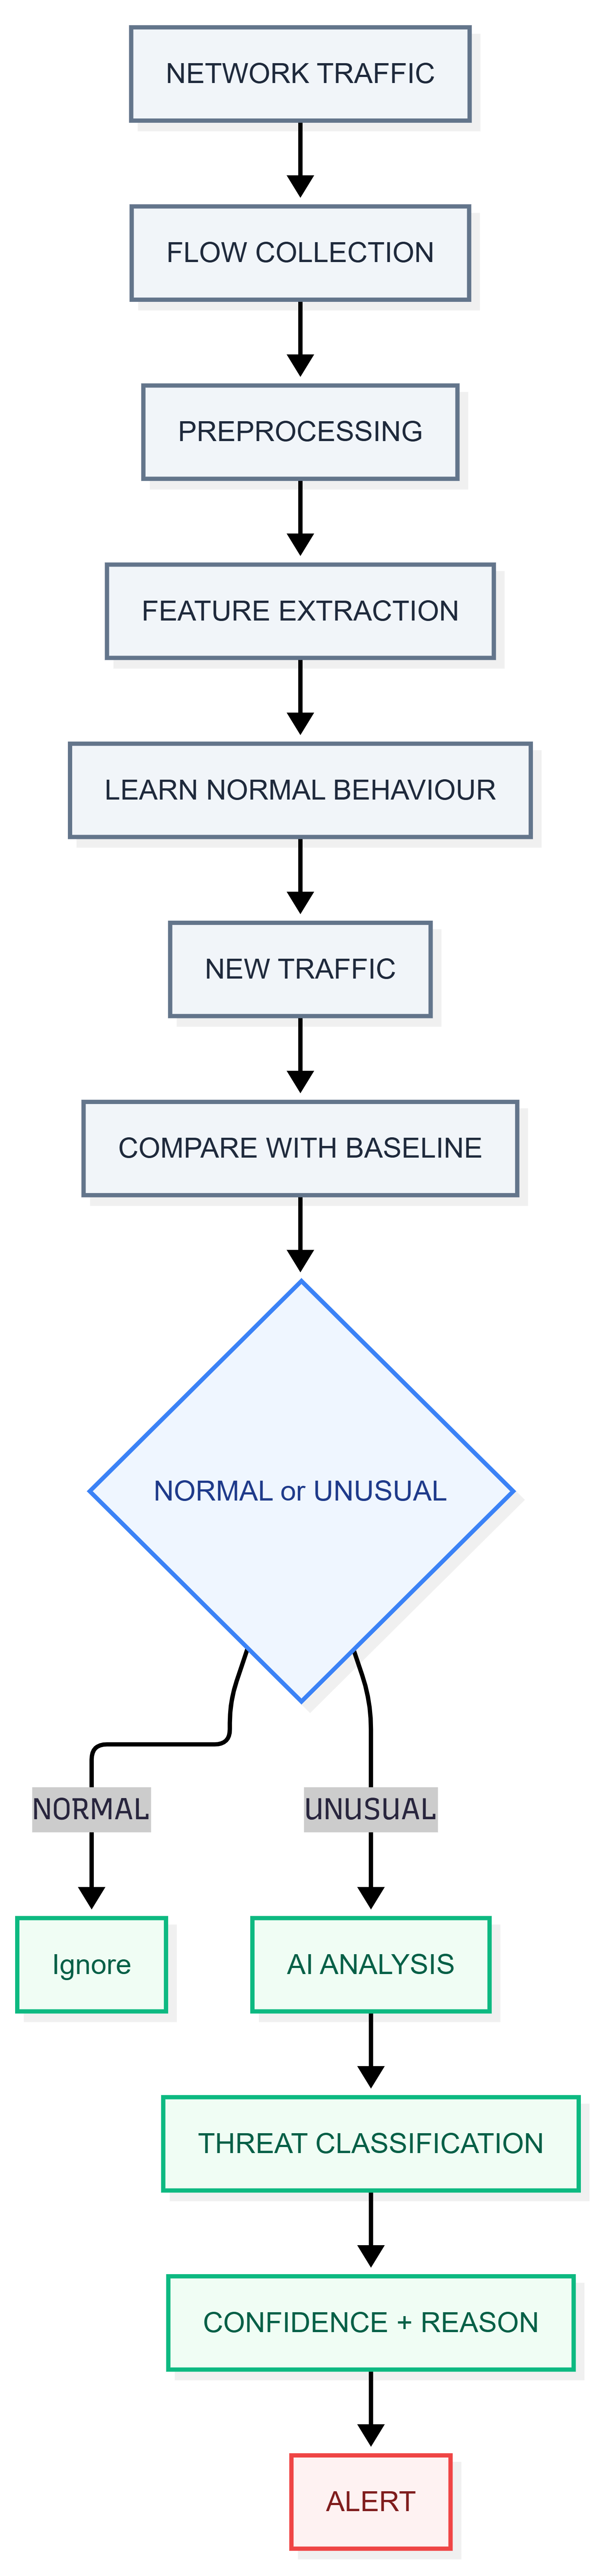 NETWORK TRAFFIC
FLOW COLLECTION
PREPROCESSING
FEATURE EXTRACTION
LEARN NORMAL BEHAVIOUR
NEW TRAFFIC
COMPARE WITH BASELINE
NORMAL or UNUSUAL
NORMAL
UNUSUAL
Ignore
AI ANALYSIS
THREAT CLASSIFICATION
CONFIDENCE + REASON
ALERT